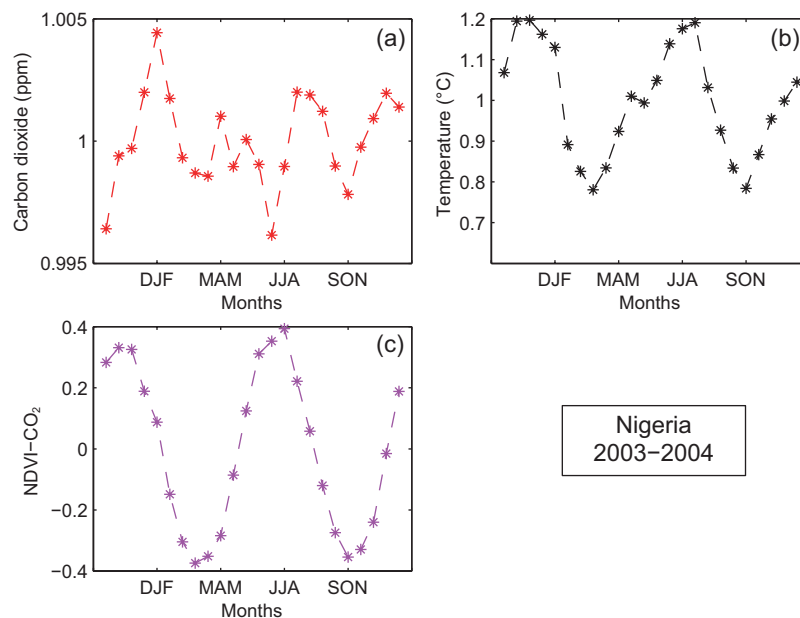 (a)
Carbon dioxide (ppm)
1.005
1
0.995
DJF MAM JJA SON
Months
(b)
Temperature (°C)
1.2
1.1
1
0.9
0.8
0.7
DJF MAM JJA SON
Months
(c)
NDVI−CO₂
0.4
0.2
0
−0.2
−0.4
DJF MAM JJA SON
Months
Nigeria
2003−2004